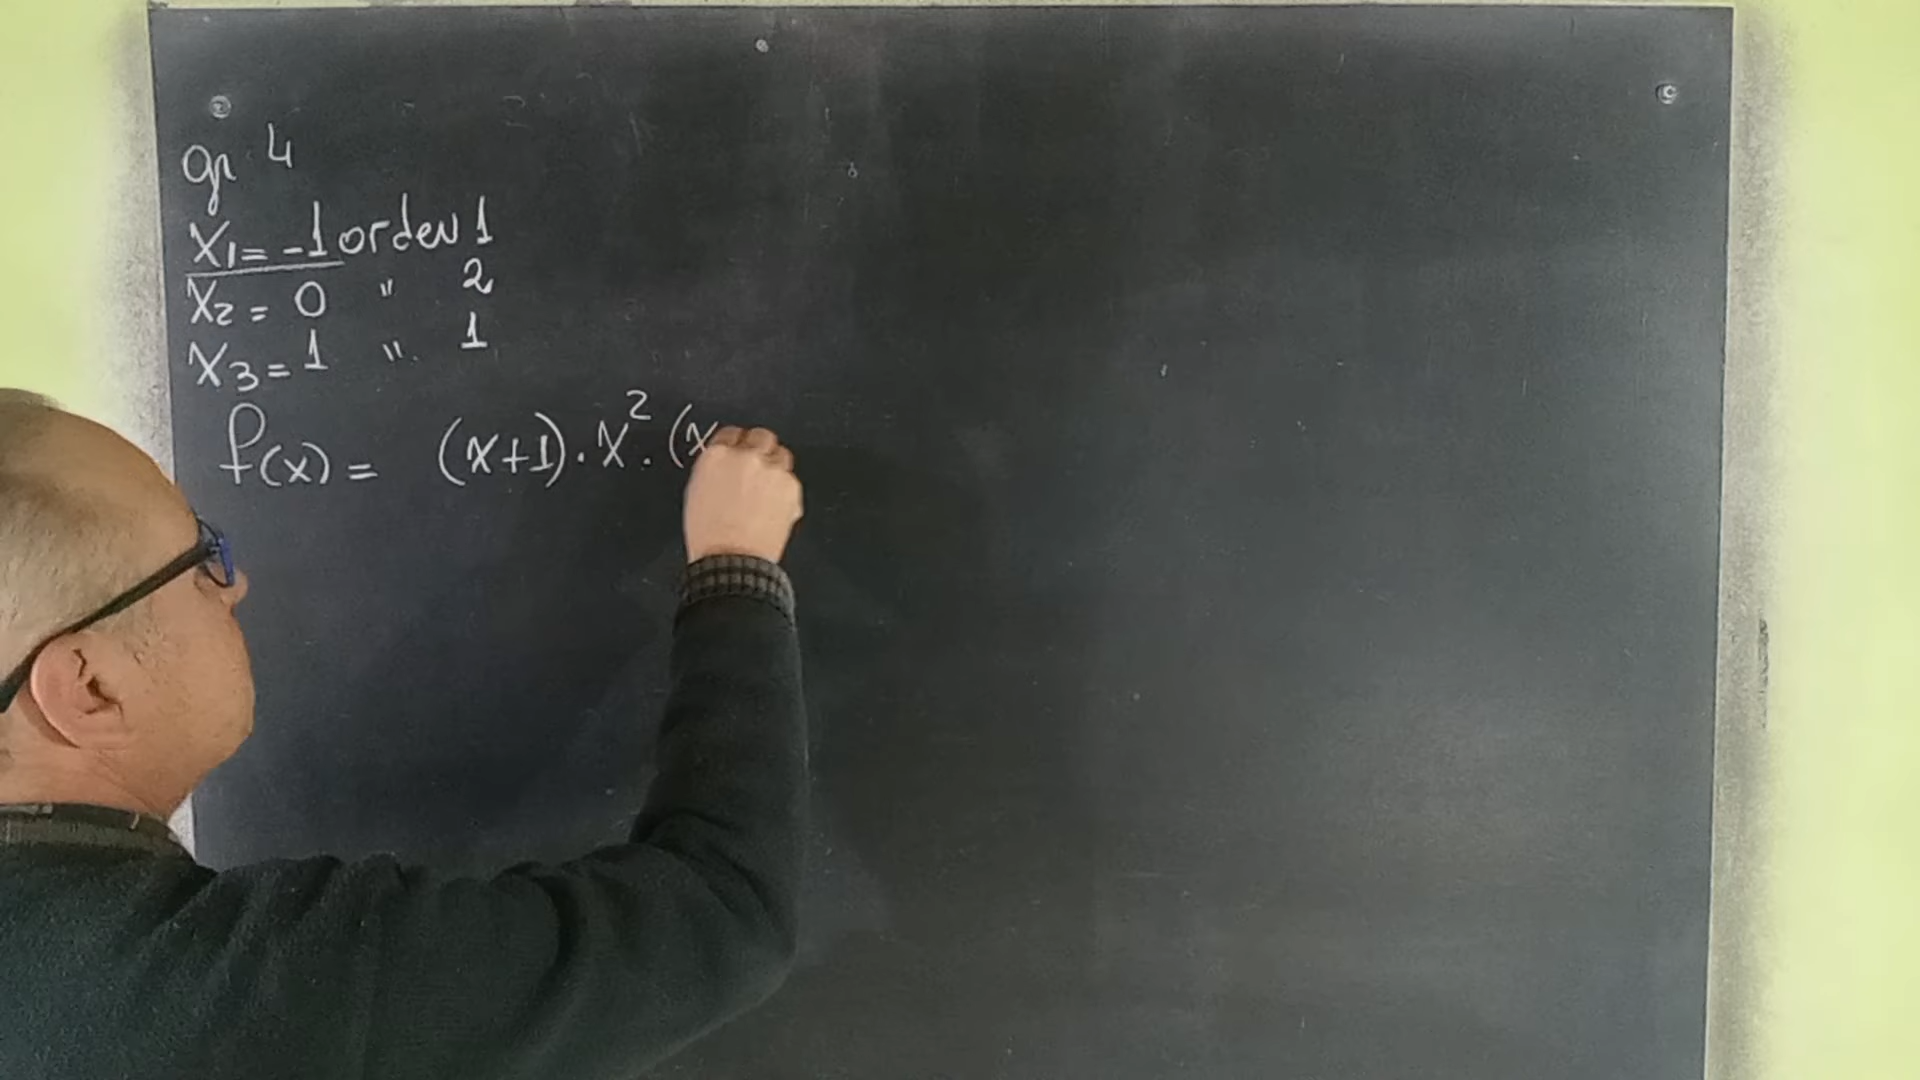 gr 4
X1 = -1 orden 1
X2 = 0 " 2
X3 = 1 " 1
f(x) = (x+1) · x² · (x